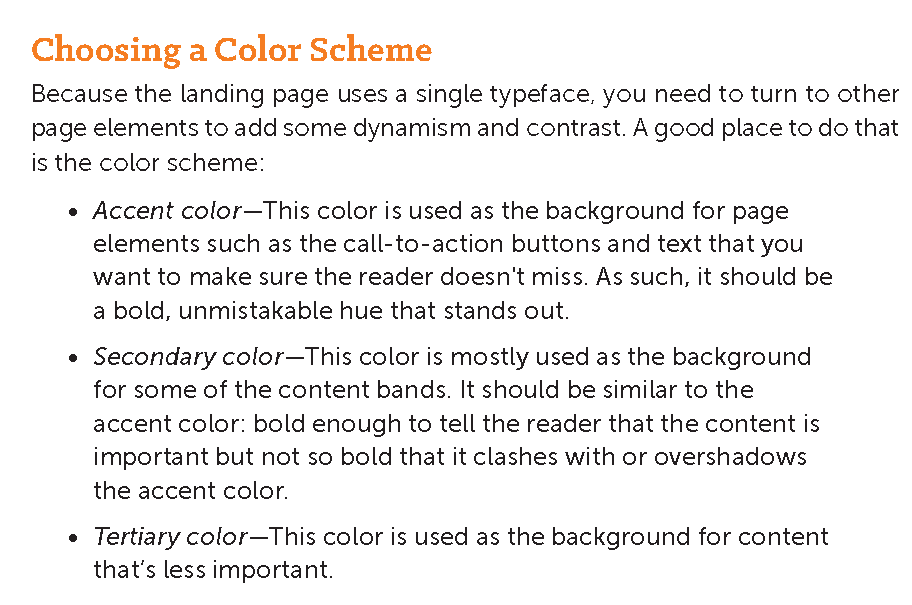 Choosing a Color Scheme
Because the landing page uses a single typeface, you need to turn to other
page elements to add some dynamism and contrast. A good place to do that
is the color scheme:
• Accent color—This color is used as the background for page
elements such as the call-to-action buttons and text that you
want to make sure the reader doesn't miss. As such, it should be
a bold, unmistakable hue that stands out.
• Secondary color—This color is mostly used as the background
for some of the content bands. It should be similar to the
accent color: bold enough to tell the reader that the content is
important but not so bold that it clashes with or overshadows
the accent color.
• Tertiary color—This color is used as the background for content
that’s less important.